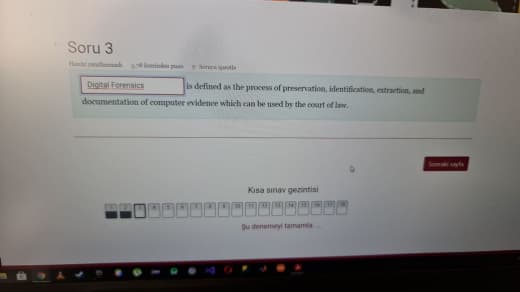 Soru 3
Henüz yanıtlanmadı 5,78 üzerinden puan Soruyu işaretle
Digital Forensics is defined as the process of preservation, identification, extraction, and
documentation of computer evidence which can be used by the court of law.
Sonraki sayfa
Kısa sınav gezintisi
1 2 3 4 5 6 7 8 9 10 11 12 13 14 15 16 17 18
Şu denemeyi tamamla ...